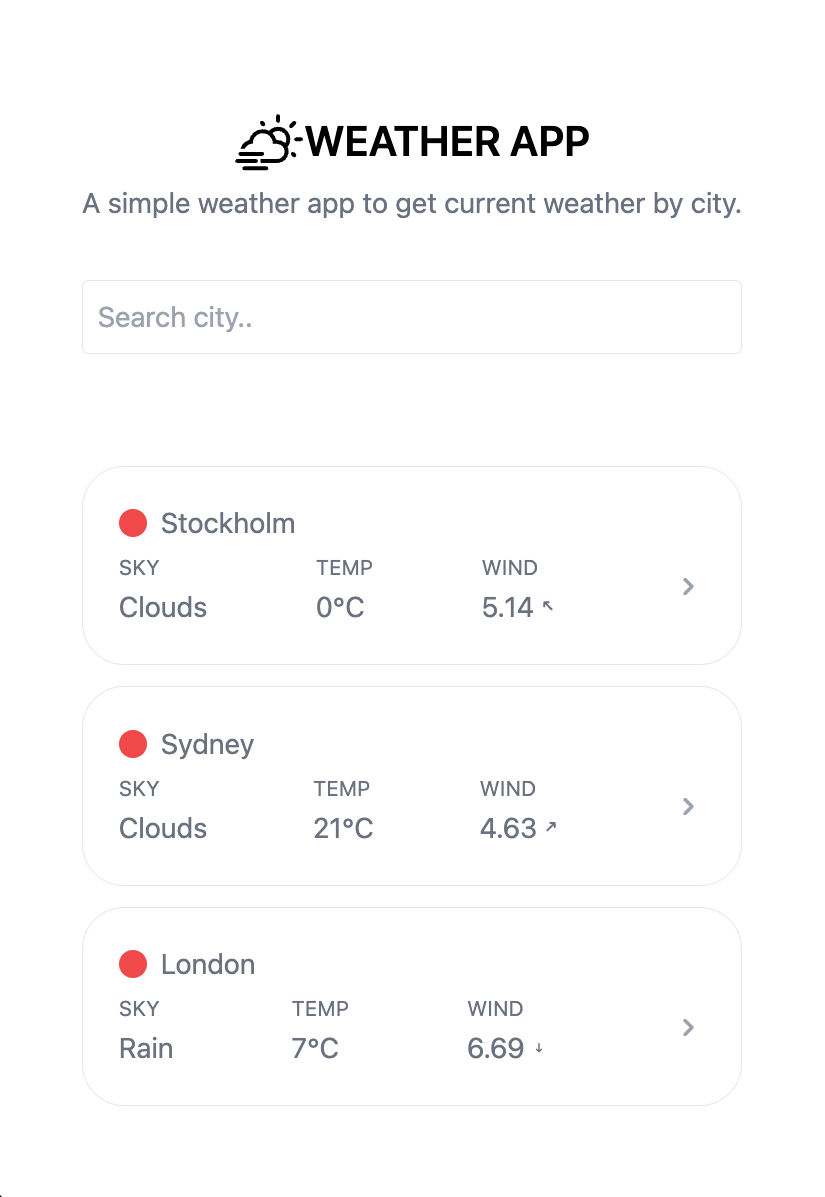 WEATHER APP
A simple weather app to get current weather by city.
Search city..
Stockholm
SKY TEMP WIND
Clouds 0°C 5.14 ↖
Sydney
SKY TEMP WIND
Clouds 21°C 4.63 ↗
London
SKY TEMP WIND
Rain 7°C 6.69 ↓